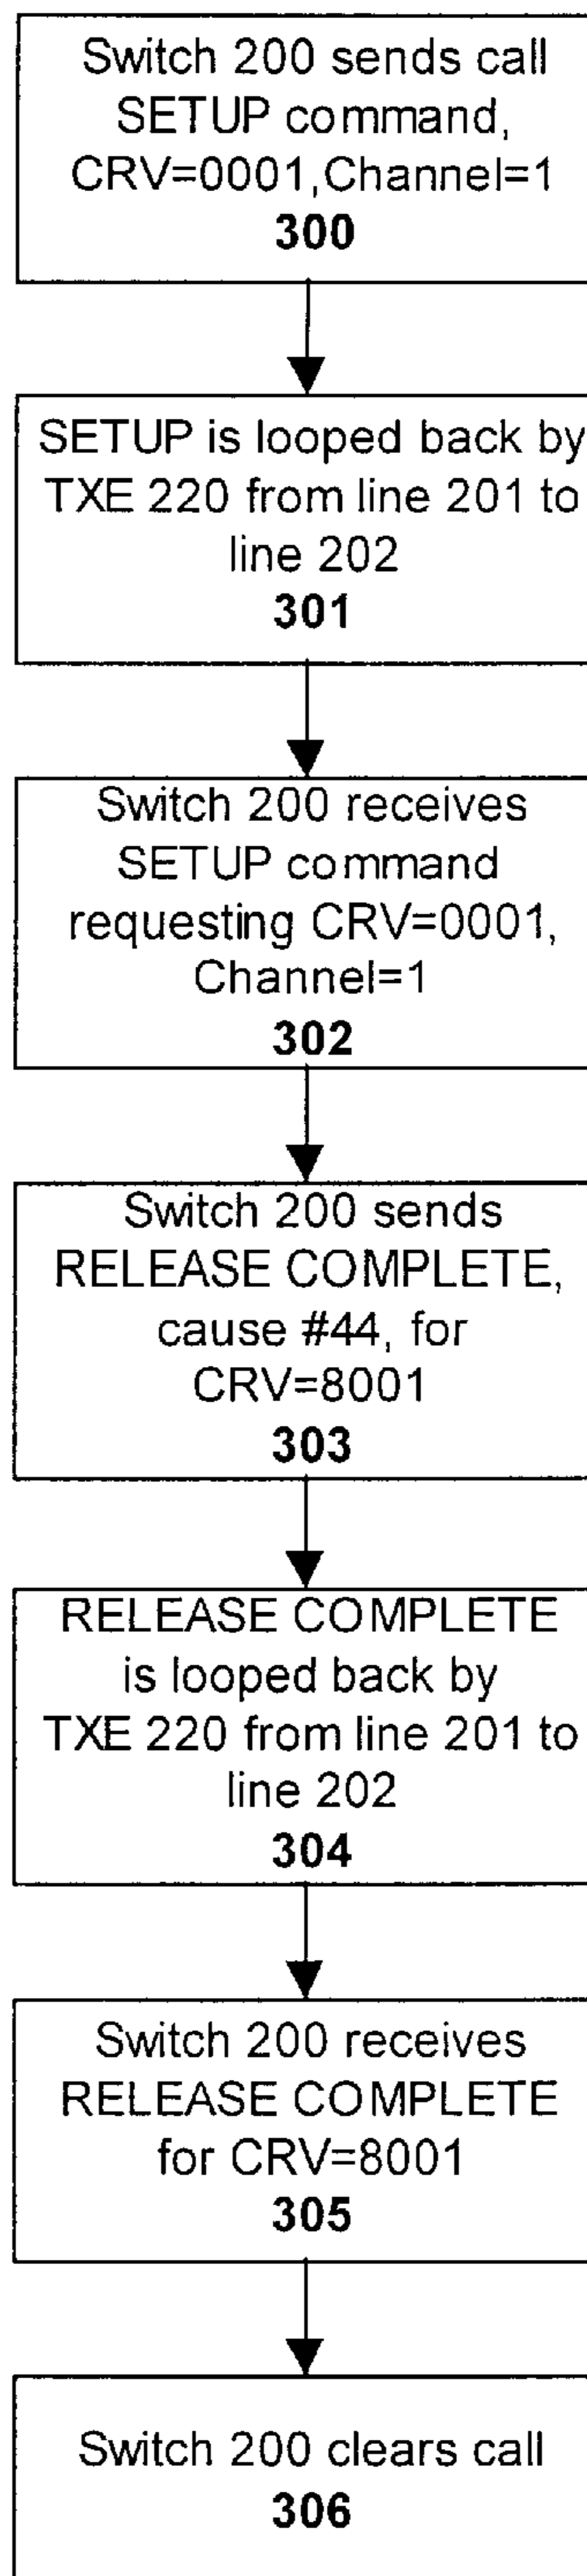 Switch 200 sends call
SETUP command,
CRV=0001,Channel=1
300
SETUP is looped back by
TXE 220 from line 201 to
line 202
301
Switch 200 receives
SETUP command
requesting CRV=0001,
Channel=1
302
Switch 200 sends
RELEASE COMPLETE,
cause #44, for
CRV=8001
303
RELEASE COMPLETE
is looped back by
TXE 220 from line 201 to
line 202
304
Switch 200 receives
RELEASE COMPLETE
for CRV=8001
305
Switch 200 clears call
306